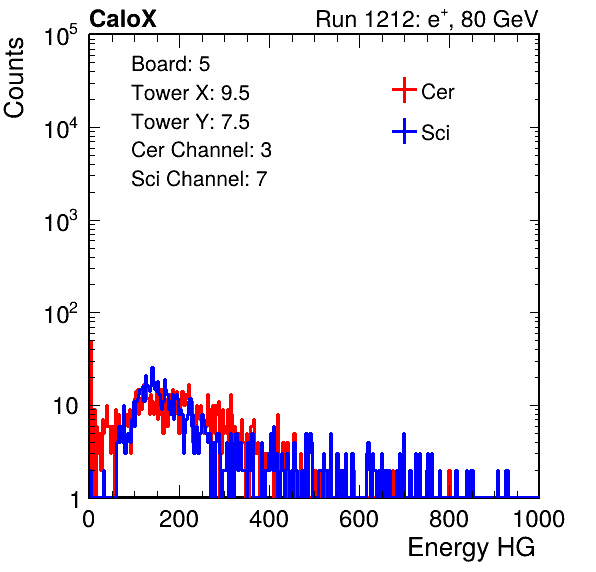 CaloX Run 1212: e⁺, 80 GeV
Counts
10⁵
10⁴
10³
10²
10
1
Board: 5
Tower X: 9.5
Tower Y: 7.5
Cer Channel: 3
Sci Channel: 7
Cer
Sci
0 200 400 600 800 1000
Energy HG